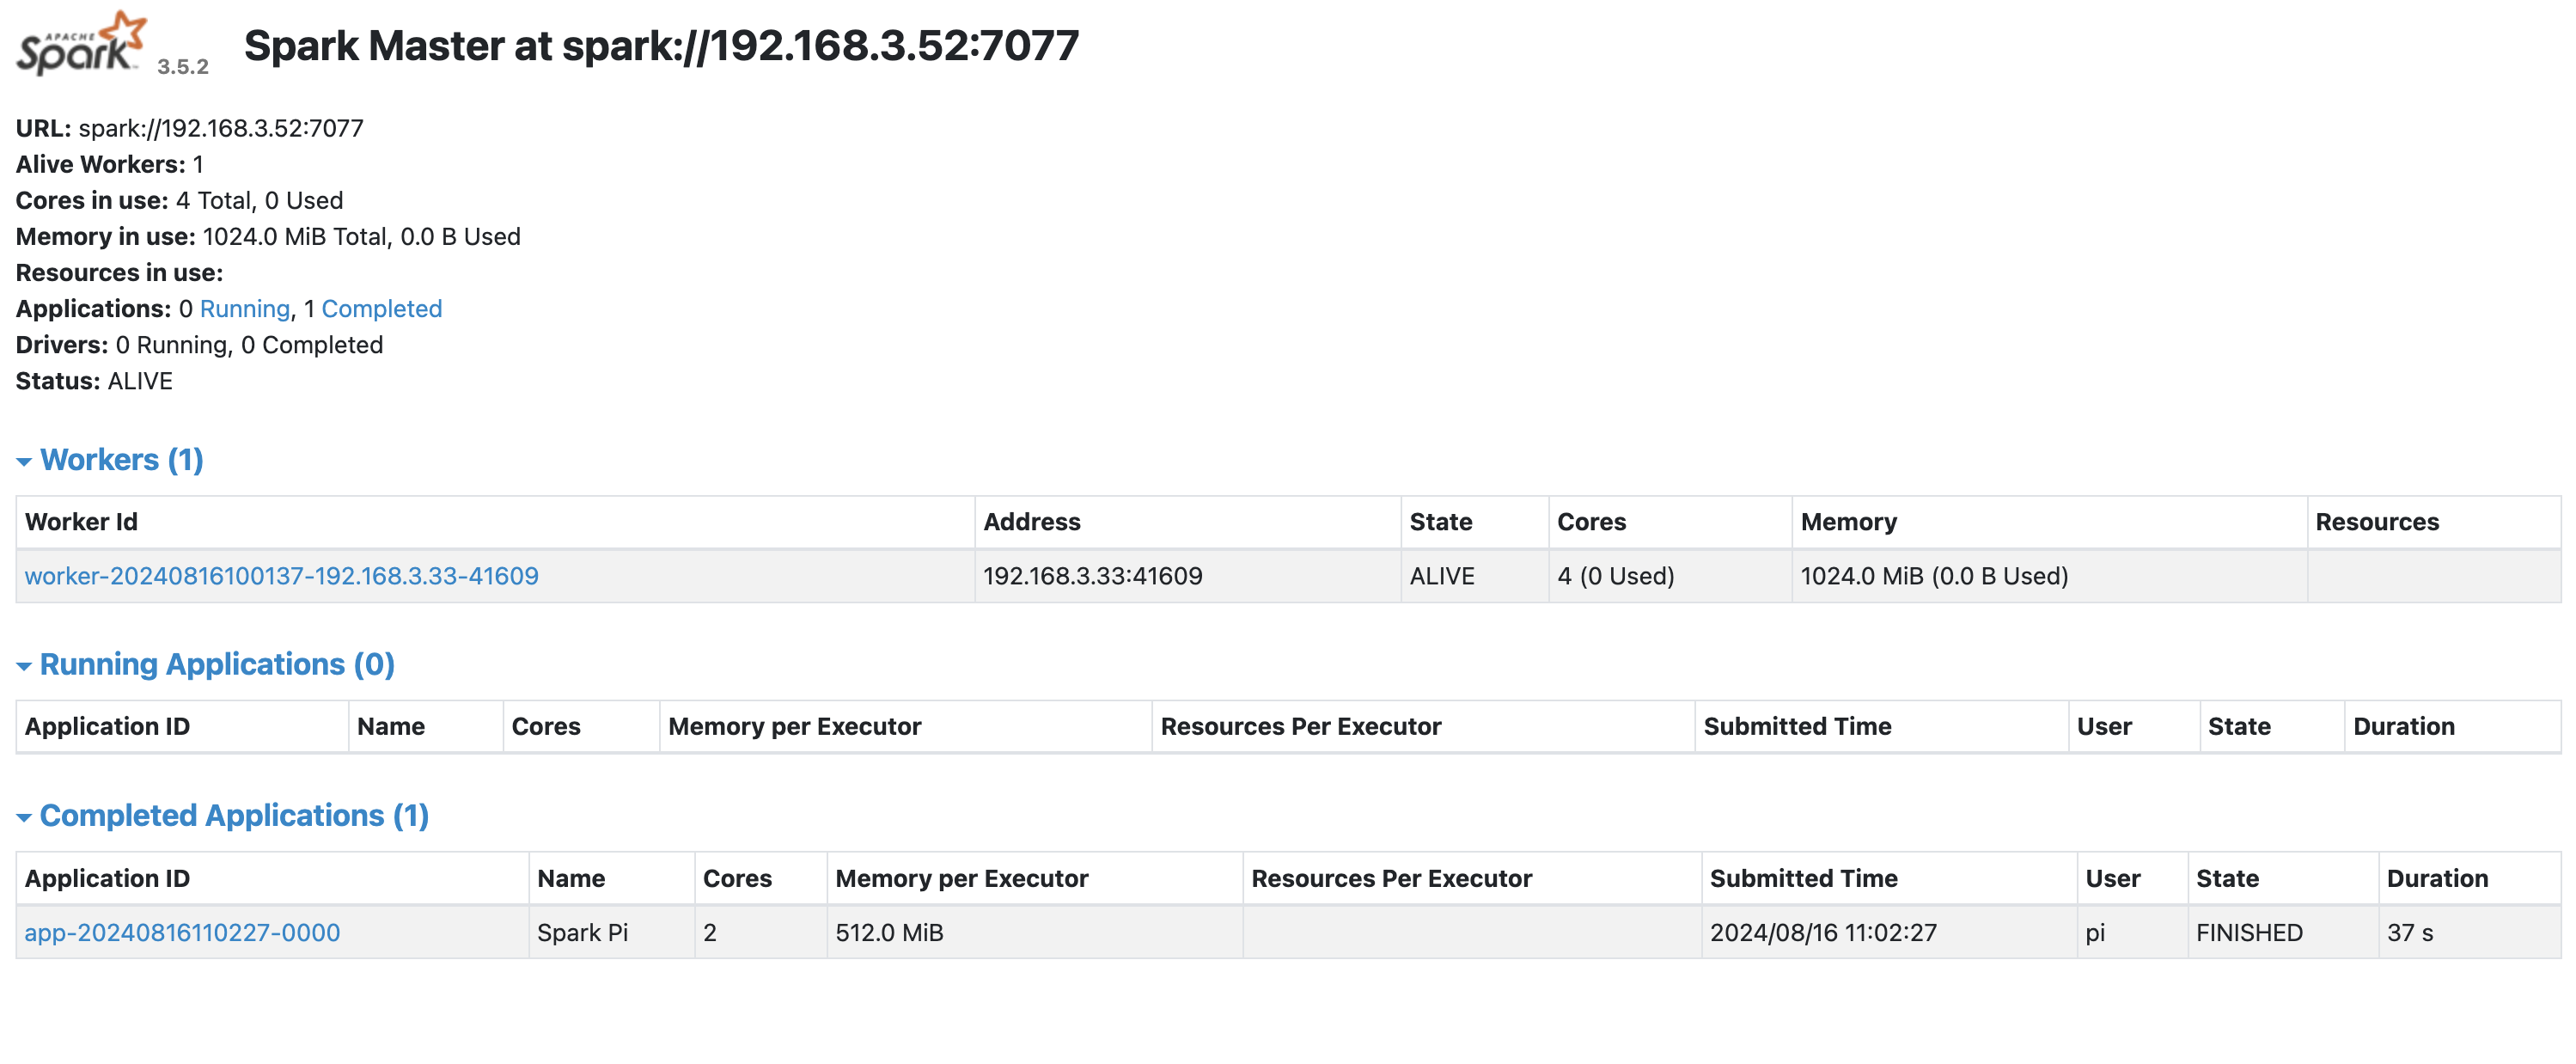 APACHE
Spark 3.5.2 Spark Master at spark://192.168.3.52:7077
URL: spark://192.168.3.52:7077
Alive Workers: 1
Cores in use: 4 Total, 0 Used
Memory in use: 1024.0 MiB Total, 0.0 B Used
Resources in use:
Applications: 0 Running, 1 Completed
Drivers: 0 Running, 0 Completed
Status: ALIVE
Workers (1)
Worker Id Address State Cores Memory Resources
worker-20240816100137-192.168.3.33-41609 192.168.3.33:41609 ALIVE 4 (0 Used) 1024.0 MiB (0.0 B Used)
Running Applications (0)
Application ID Name Cores Memory per Executor Resources Per Executor Submitted Time User State Duration
Completed Applications (1)
Application ID Name Cores Memory per Executor Resources Per Executor Submitted Time User State Duration
app-20240816110227-0000 Spark Pi 2 512.0 MiB 2024/08/16 11:02:27 pi FINISHED 37 s